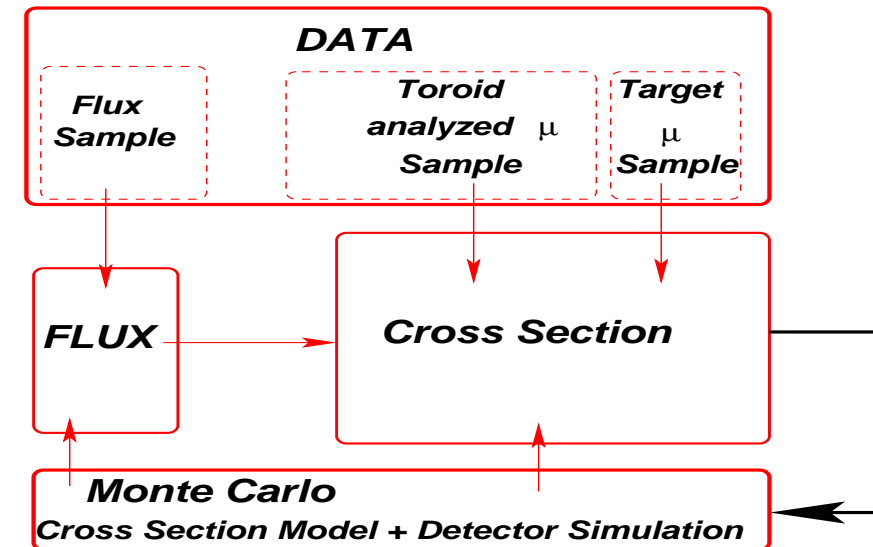 DATA
Flux
Sample
Toroid
analyzed μ
Sample
Target
μ
Sample
FLUX
Cross Section
Monte Carlo
Cross Section Model + Detector Simulation